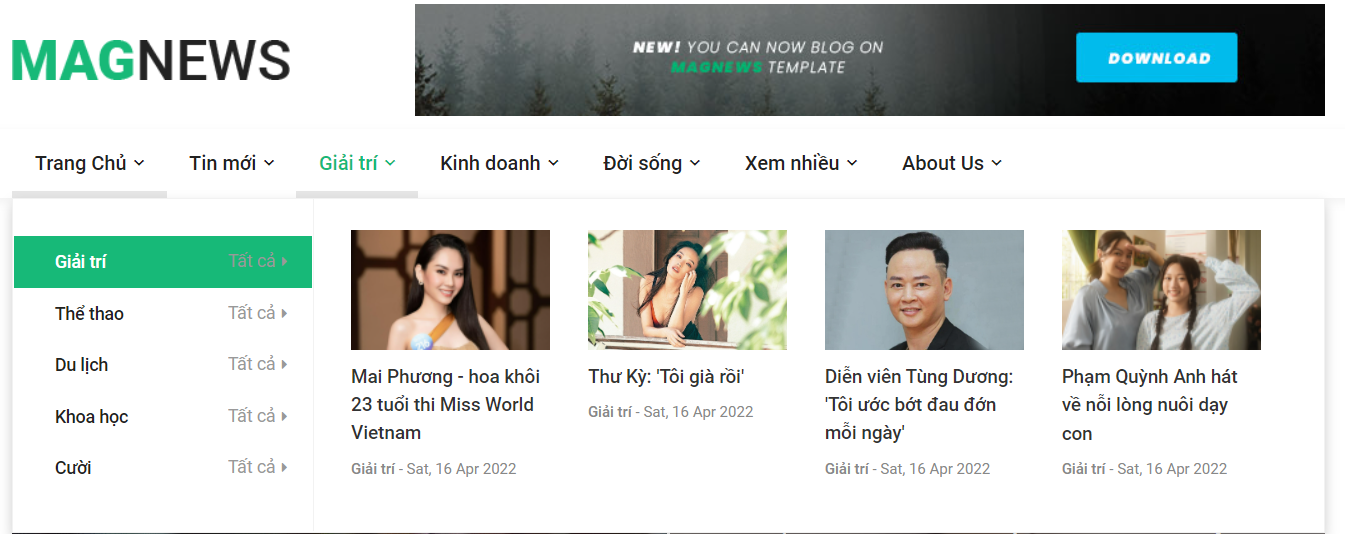 MAGNEWS
NEW! YOU CAN NOW BLOG ON
MAGNEWS TEMPLATE
DOWNLOAD
Trang Chủ Tin mới Giải trí Kinh doanh Đời sống Xem nhiều About Us
Giải trí Tất cả
Thể thao Tất cả
Du lịch Tất cả
Khoa học Tất cả
Cười Tất cả
Mai Phương - hoa khôi
23 tuổi thi Miss World
Vietnam
Giải trí - Sat, 16 Apr 2022
Thư Kỳ: 'Tôi già rồi'
Giải trí - Sat, 16 Apr 2022
Diễn viên Tùng Dương:
'Tôi ước bớt đau đớn
mỗi ngày'
Giải trí - Sat, 16 Apr 2022
Phạm Quỳnh Anh hát
về nỗi lòng nuôi dạy
con
Giải trí - Sat, 16 Apr 2022